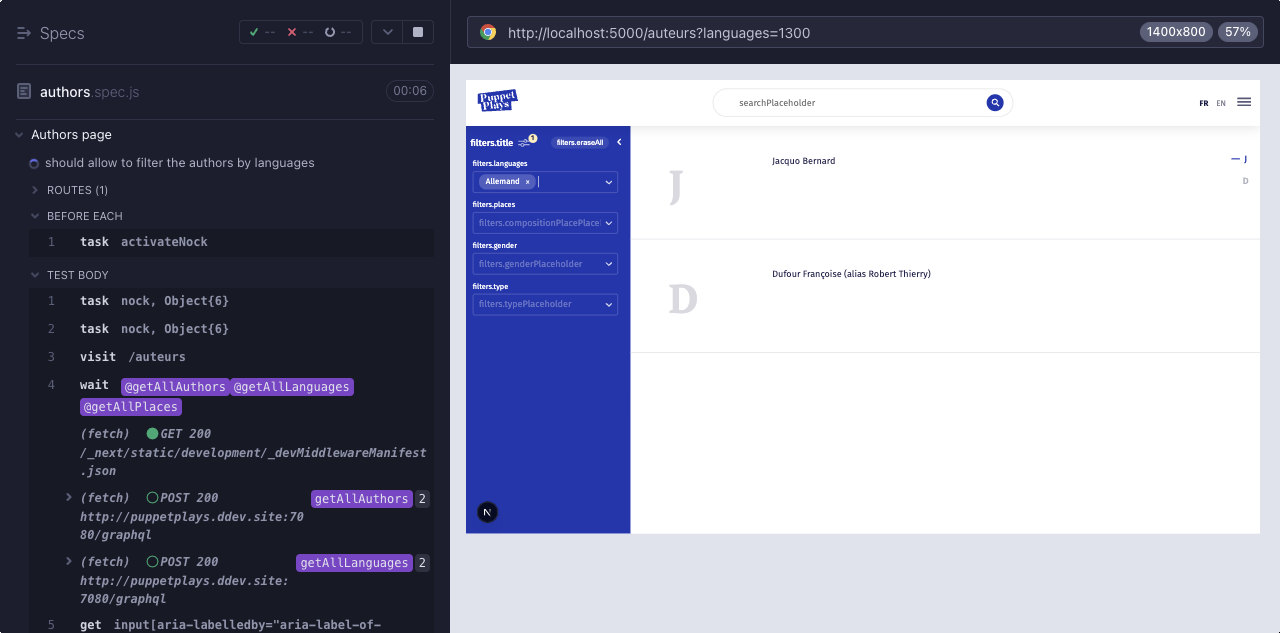 Specs
-- -- --
authors.spec.js
00:06
Authors page
should allow to filter the authors by languages
ROUTES (1)
BEFORE EACH
1 task activateNock
TEST BODY
1 task nock, Object{6}
2 task nock, Object{6}
3 visit /auteurs
4 wait @getAllAuthors @getAllLanguages
@getAllPlaces
(fetch) GET 200
/_next/static/development/_devMiddlewareManifest
.json
(fetch) POST 200 getAllAuthors 2
http://puppetplays.ddev.site:70
80/graphql
(fetch) POST 200 getAllLanguages 2
http://puppetplays.ddev.site:
7080/graphql
5 get input[aria-labelledby="aria-label-of-
http://localhost:5000/auteurs?languages=1300
1400x800
57%
Puppet
Plays
searchPlaceholder
FR EN
filters.title 1 filters.eraseAll
filters.languages
Allemand ×
filters.places
filters.compositionPlacePlacel
filters.gender
filters.genderPlaceholder
filters.type
filters.typePlaceholder
N
J
Jacquo Bernard
J
D
D
Dufour Françoise (alias Robert Thierry)